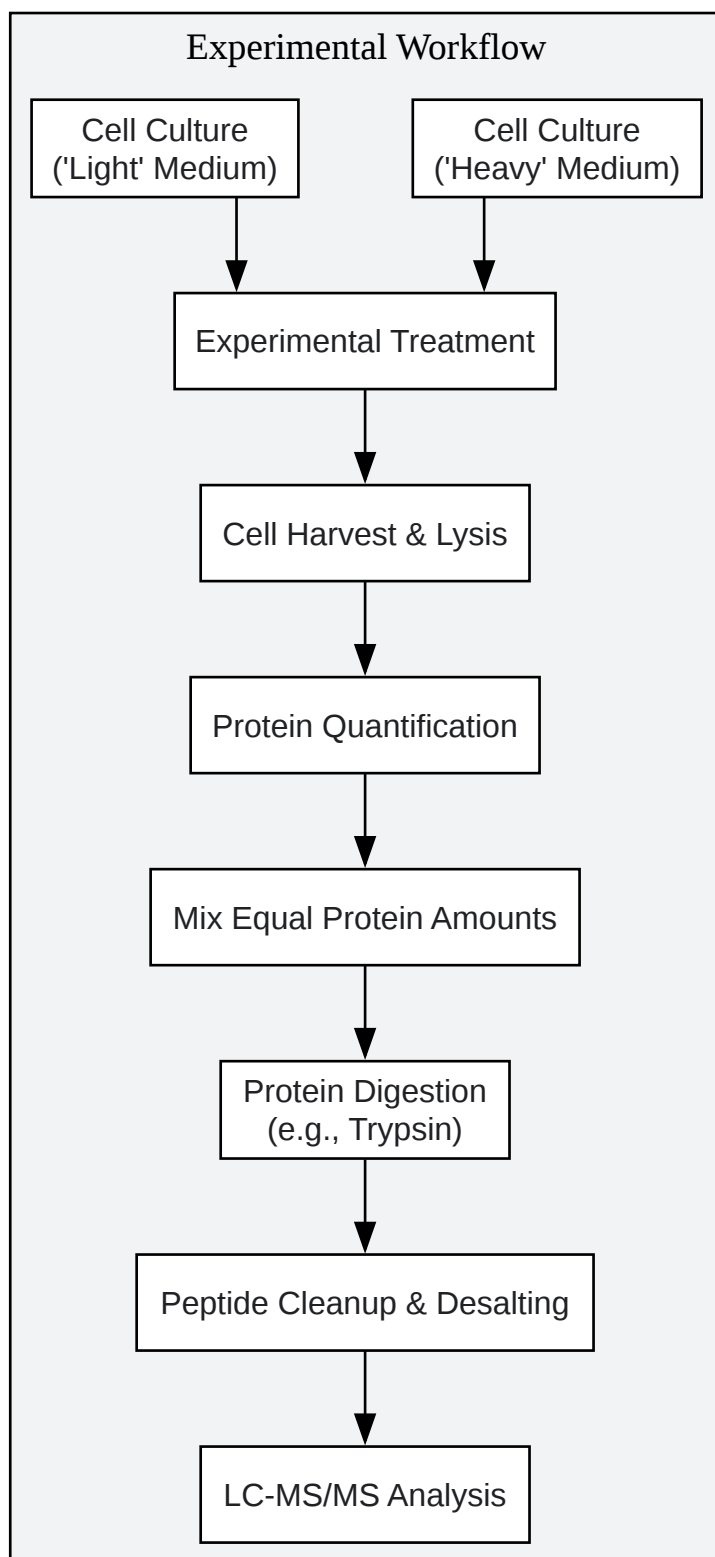 Experimental Workflow
Cell Culture
('Light' Medium)
Cell Culture
('Heavy' Medium)
Experimental Treatment
Cell Harvest & Lysis
Protein Quantification
Mix Equal Protein Amounts
Protein Digestion
(e.g., Trypsin)
Peptide Cleanup & Desalting
LC-MS/MS Analysis